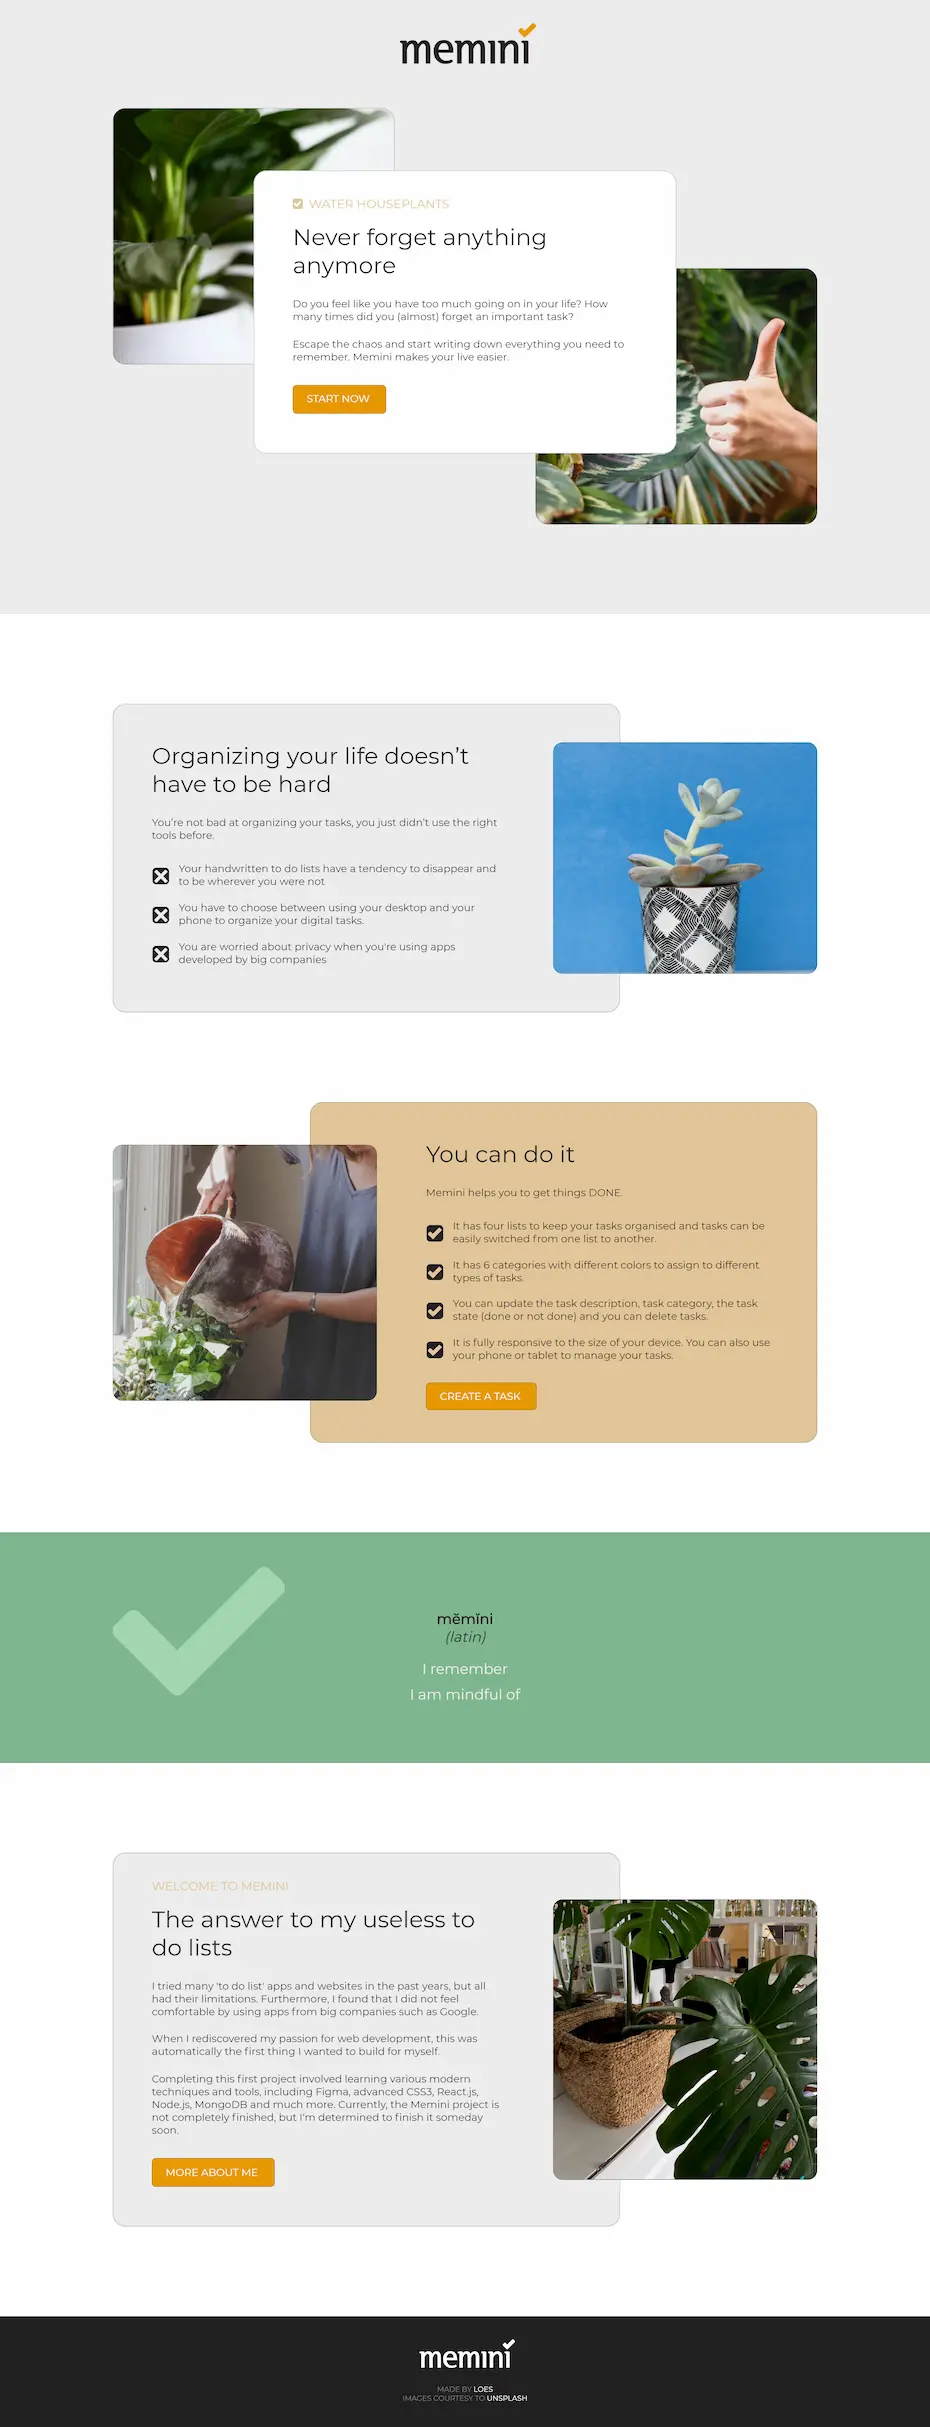 memini
WATER HOUSEPLANTS
Never forget anything
anymore
Do you feel like you have too much going on in your life? How
many times did you (almost) forget an important task?
Escape the chaos and start writing down everything you need to
remember. Memini makes your live easier.
START NOW
Organizing your life doesn't
have to be hard
You're not bad at organizing your tasks, you just didn't use the right
tools before.
Your handwritten to do lists have a tendency to disappear and
to be wherever you were not
You have to choose between using your desktop and your
phone to organize your digital tasks.
You are worried about privacy when you're using apps
developed by big companies
You can do it
Memini helps you to get things DONE.
It has four lists to keep your tasks organised and tasks can be
easily switched from one list to another.
It has 6 categories with different colors to assign to different
types of tasks.
You can update the task description, task category, the task
state (done or not done) and you can delete tasks.
It is fully responsive to the size of your device. You can also use
your phone or tablet to manage your tasks.
CREATE A TASK
mĕmĭni
(latin)
I remember
I am mindful of
WELCOME TO MEMINI
The answer to my useless to
do lists
I tried many 'to do list' apps and websites in the past years, but all
had their limitations. Furthermore, I found that I did not feel
comfortable by using apps from big companies such as Google.
When I rediscovered my passion for web development, this was
automatically the first thing I wanted to build for myself.
Completing this first project involved learning various modern
techniques and tools, including Figma, advanced CSS3, React.js,
Node.js, MongoDB and much more. Currently, the Memini project is
not completely finished, but I'm determined to finish it someday
soon.
MORE ABOUT ME
memini
MADE BY LOES
IMAGES COURTESY TO UNSPLASH